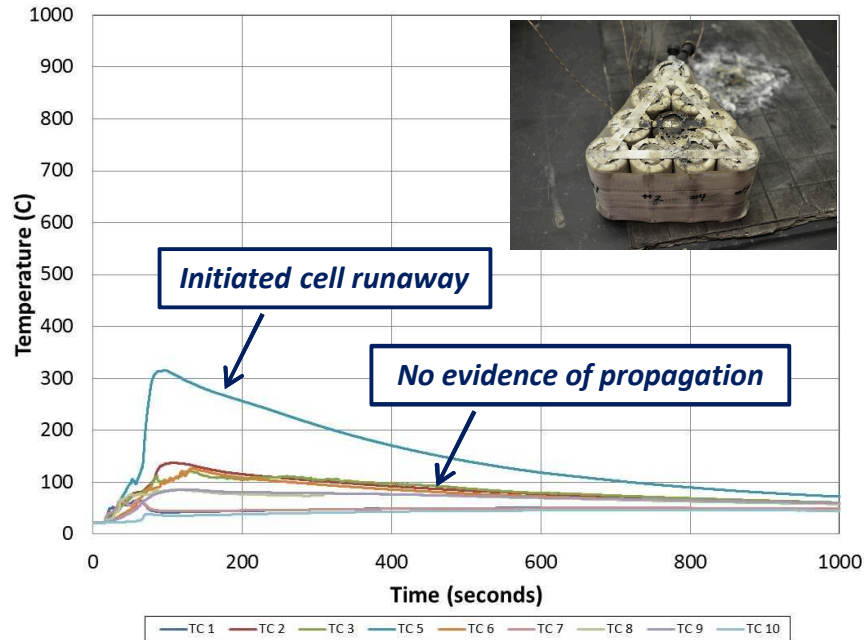 1000
900
800
700
600
500
400
300
200
100
0
Temperature (C)
Initiated cell runaway
No evidence of propagation
#2 #4
0 200 400 600 800 1000
Time (seconds)
TC 1 TC 2 TC 3 TC 5 TC 6 TC 7 TC 8 TC 9 TC 10